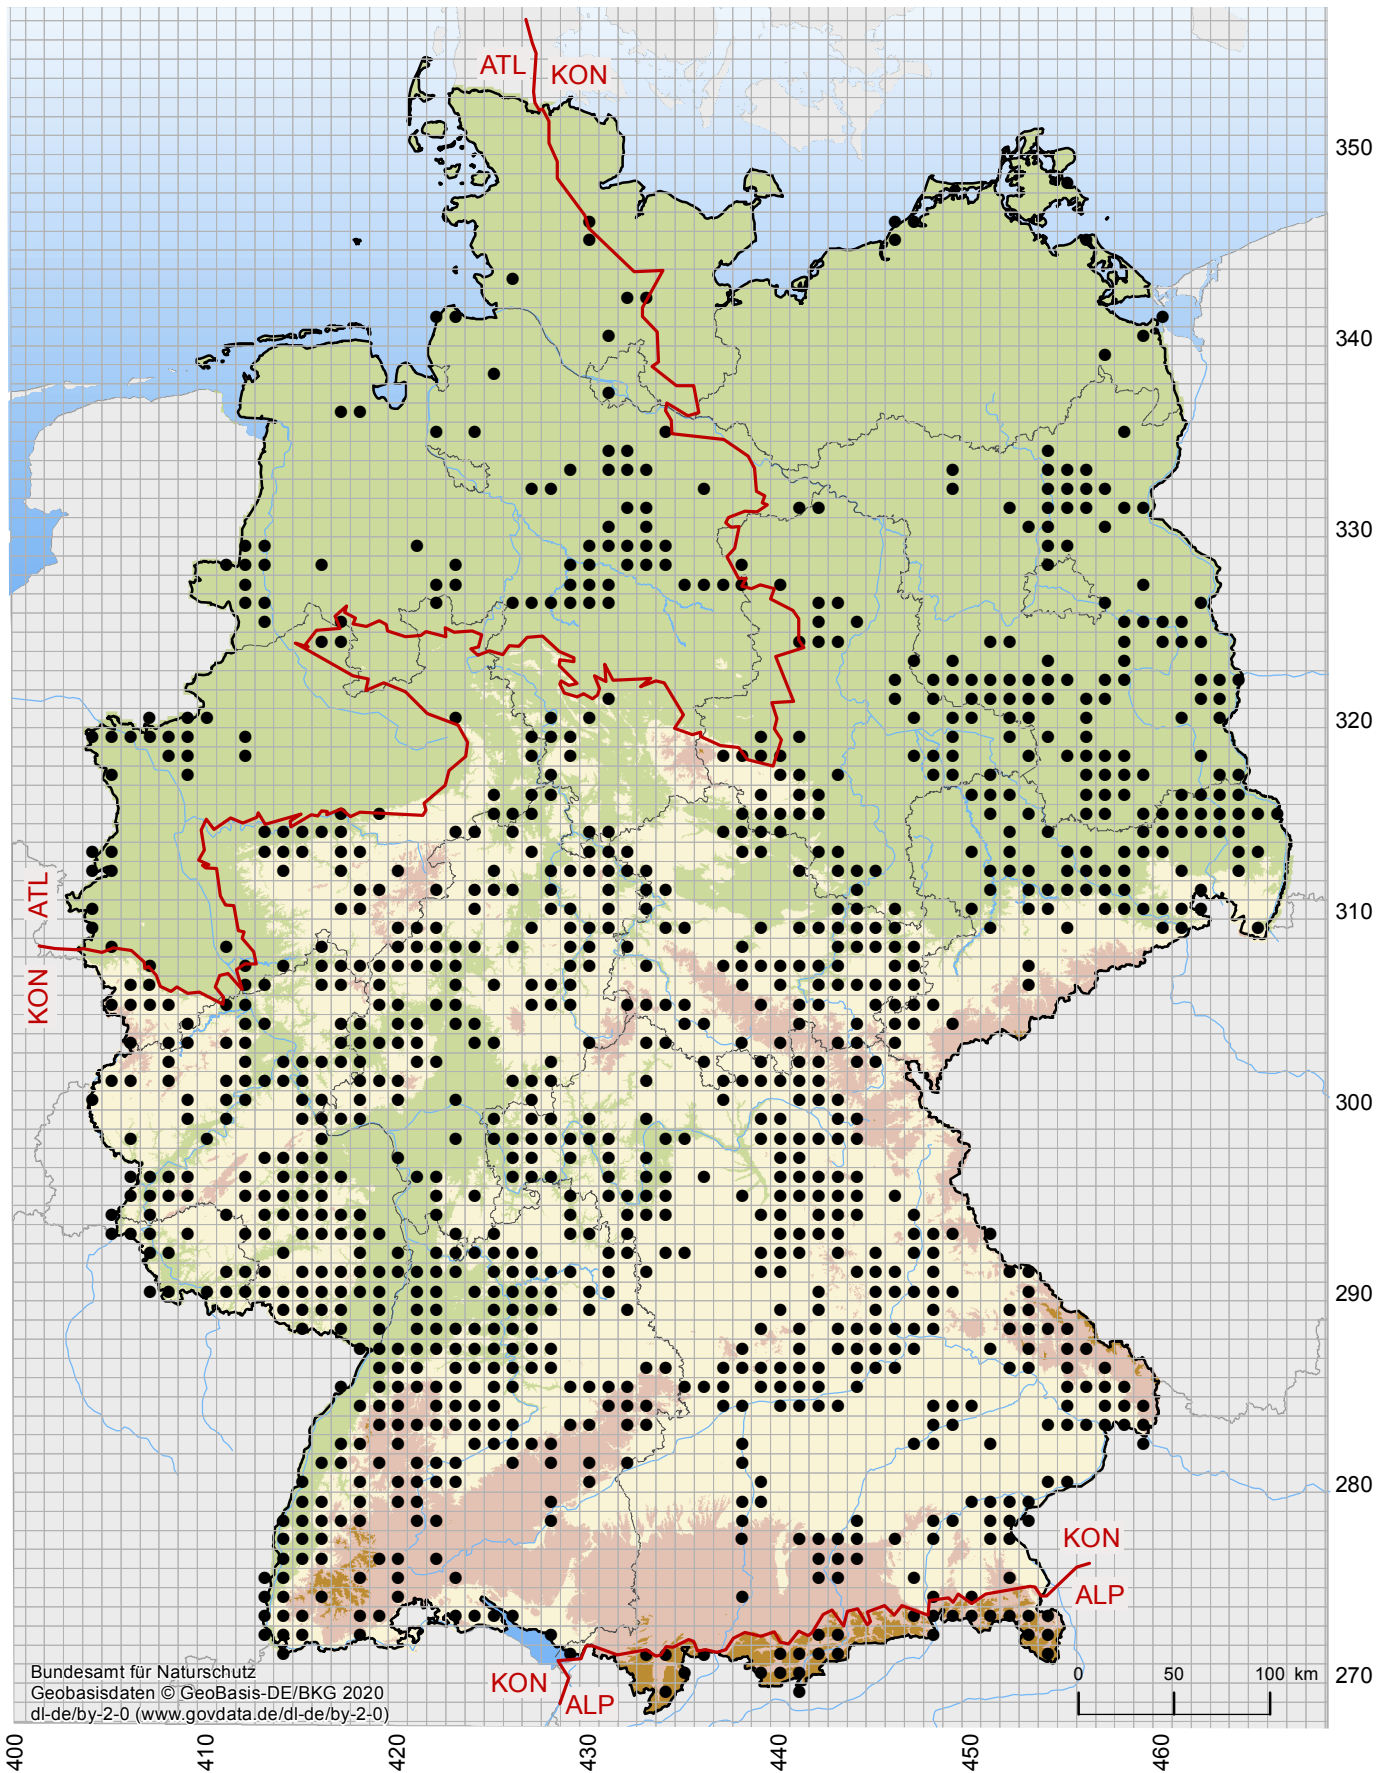 ATL KON
350
340
330
320
310
ATL
KON
300
290
280
KON
ALP
270
KON
ALP
0 50 100 km
Bundesamt für Naturschutz
Geobasisdaten © GeoBasis-DE/BKG 2020
dl-de/by-2-0 (www.govdata.de/dl-de/by-2-0)
400 410 420 430 440 450 460